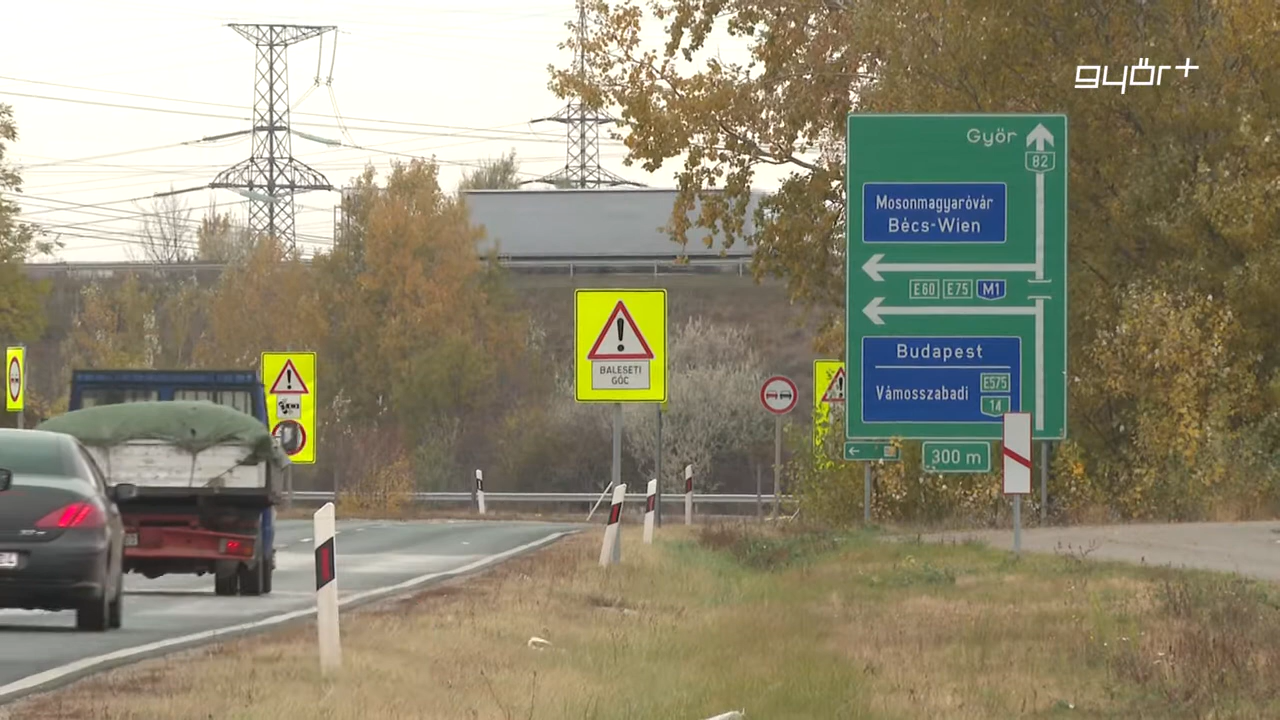 győr+
Győr
82
Mosonmagyaróvár
Bécs-Wien
E60 E75 M1
Budapest
Vámosszabadi
E575
14
300 m
BALESETI
GÓC